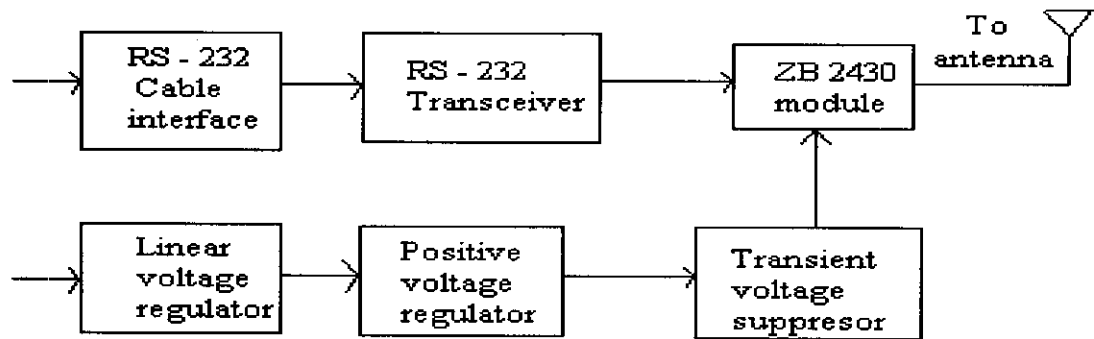 RS - 232
Cable
interface
RS - 232
Transceiver
ZB 2430
module
To
antenna
Linear
voltage
regulator
Positive
voltage
regulator
Transient
voltage
suppresor